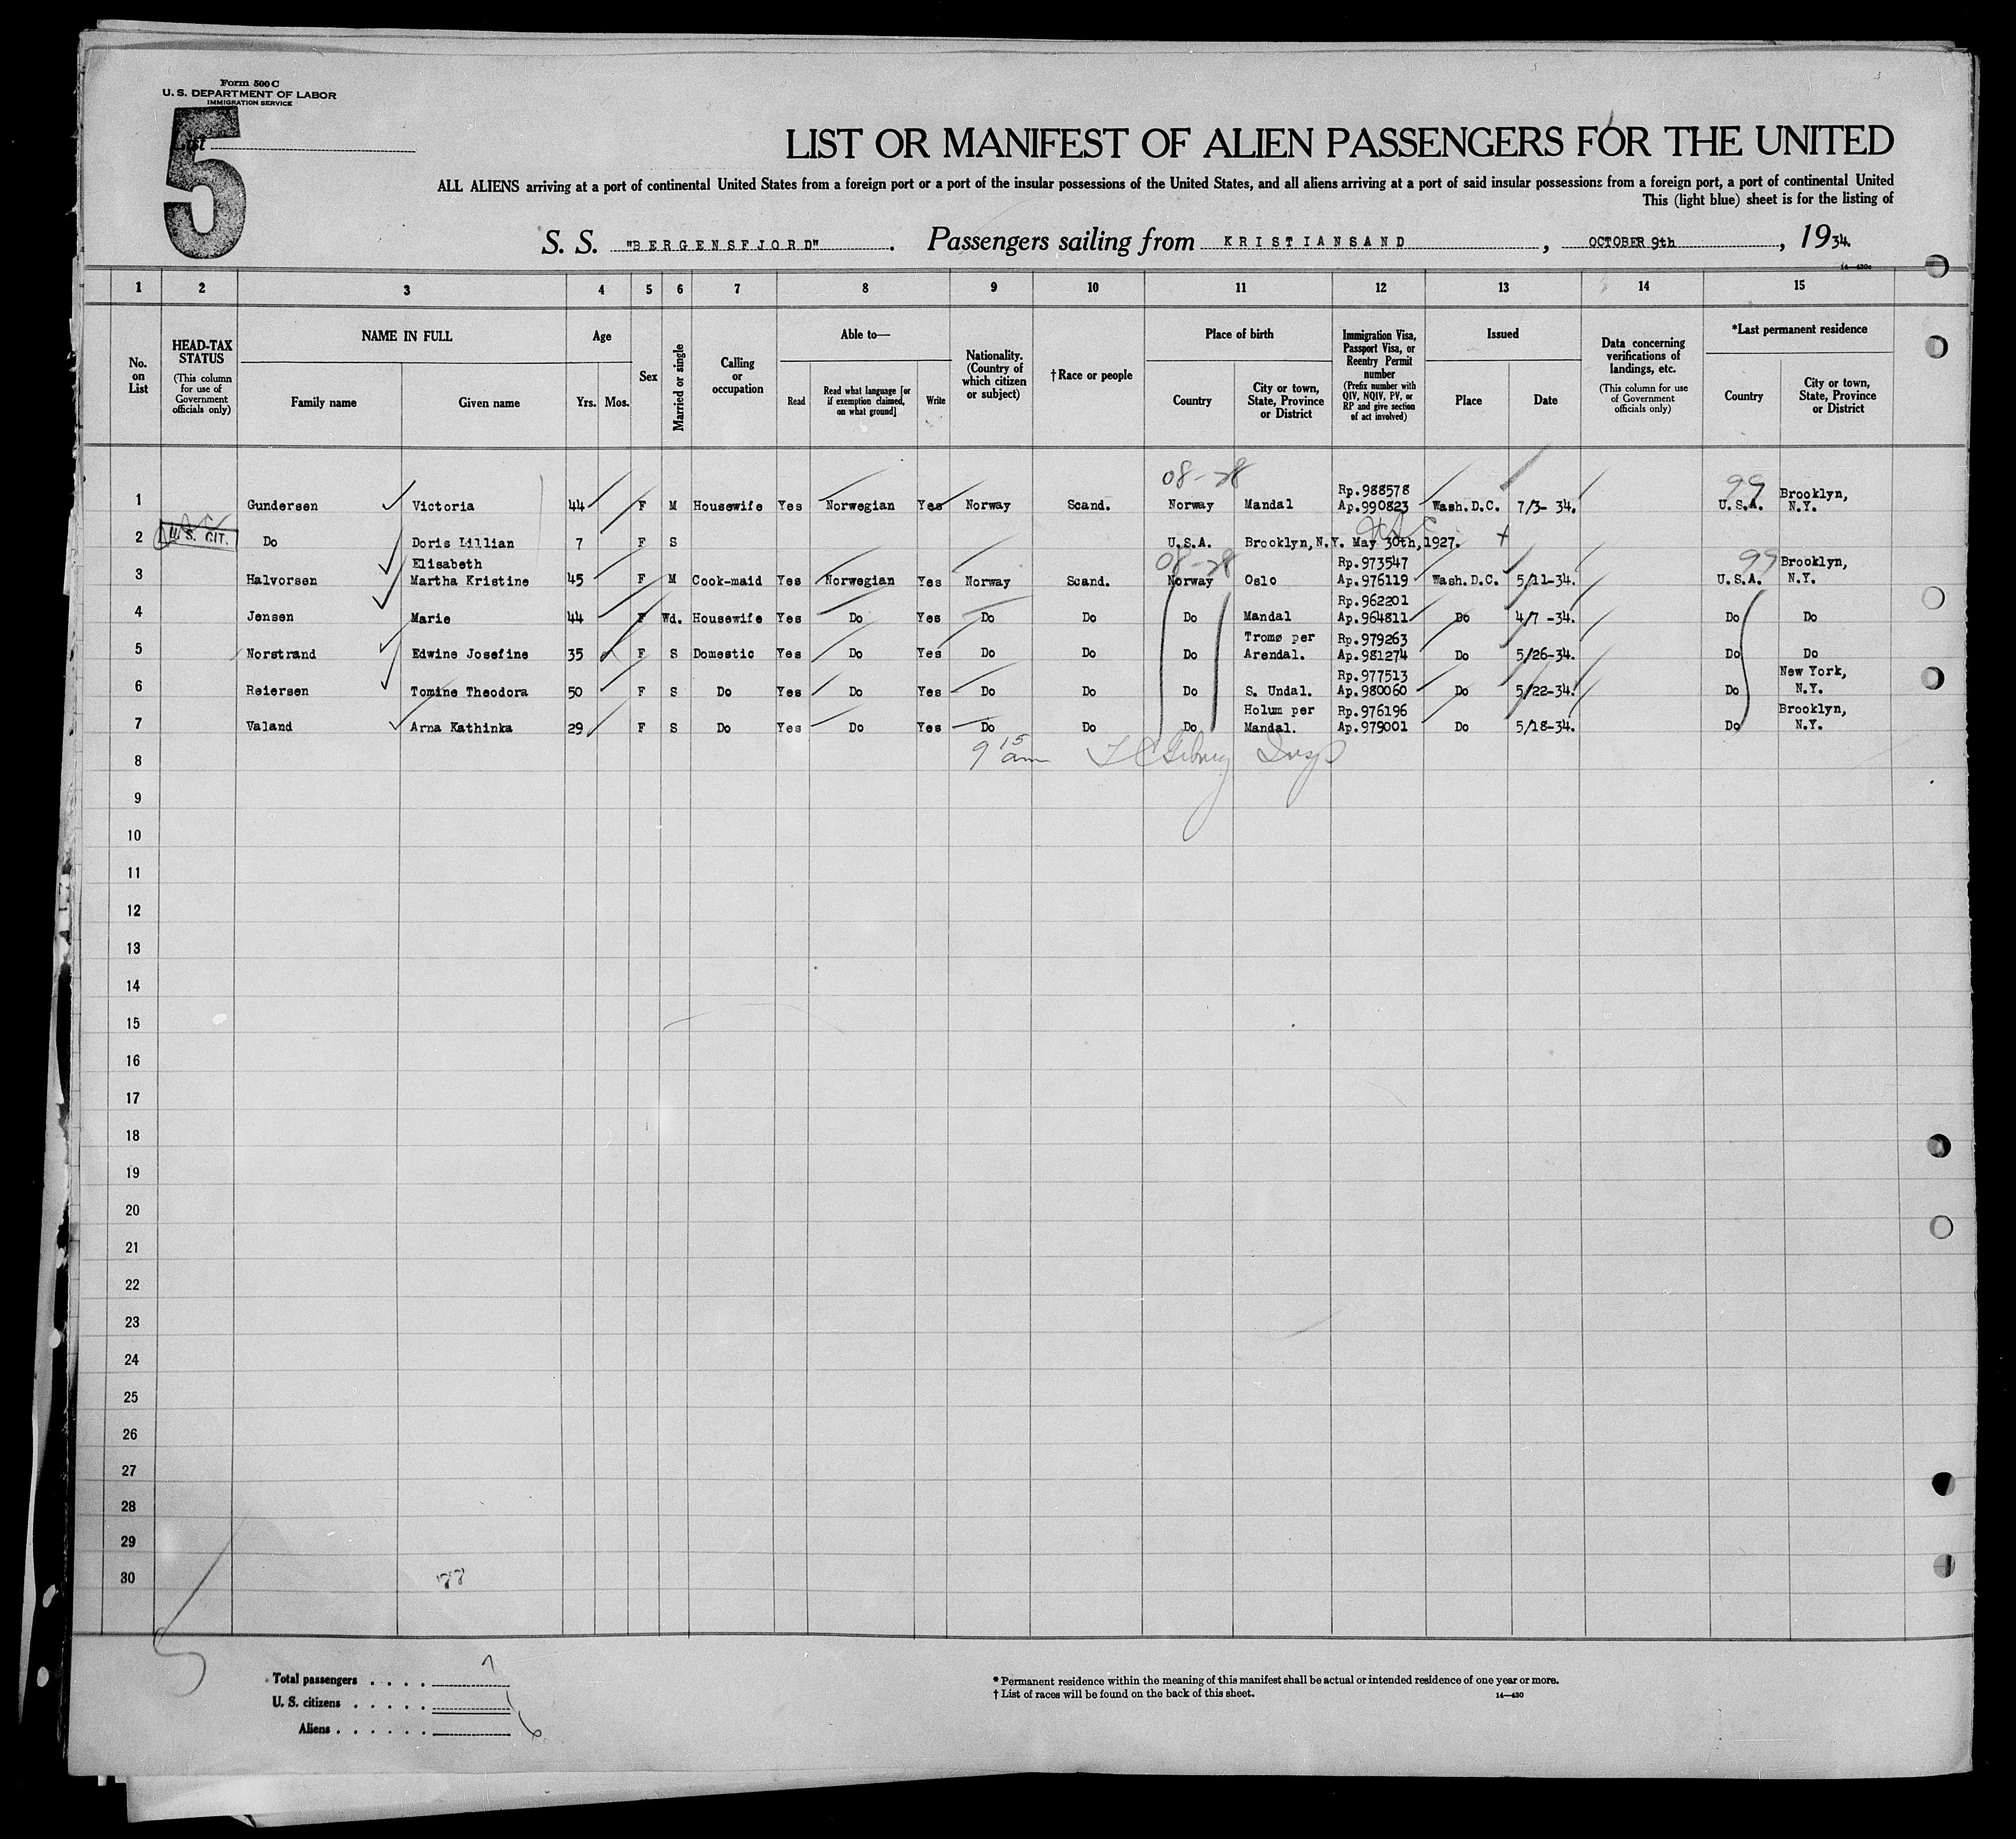 Form 500 C
U. S. DEPARTMENT OF LABOR
IMMIGRATION SERVICE
5
List
LIST OR MANIFEST OF ALIEN PASSENGERS FOR THE UNITED
ALL ALIENS arriving at a port of continental United States from a foreign port or a port of the insular possessions of the United States, and all aliens arriving at a port of said insular possessions from a foreign port, a port of continental United
This (light blue) sheet is for the listing of
S. S. "BERGENSFJORD" . Passengers sailing from KRISTIANSAND , OCTOBER 9th , 1934.
14—430c
1 2 3 4 5 6 7 8 9 10 11 12 13 14 15
No. on List
HEAD-TAX STATUS
(This column for use of Government officials only)
NAME IN FULL
Family name
Given name
Age
Yrs.
Mos.
Sex
Married or single
Calling or occupation
Able to—
Read
Read what language [or if exemption claimed, on what ground]
Write
Nationality. (Country of which citizen or subject)
†Race or people
Place of birth
Country
City or town, State, Province or District
Immigration Visa, Passport Visa, or Reentry Permit number
(Prefix number with QIV, NQIV, PV, or RP and give section of act involved)
Issued
Place
Date
Data concerning verifications of landings, etc.
(This column for use of Government officials only)
*Last permanent residence
Country
City or town, State, Province or District
08-28 99
Rp.988578 Brooklyn,
1 Gundersen Victoria 44 F M Housewife Yes Norwegian Yes Norway Scand. Norway Mandal Ap.990823 Wash.D.C. 7/3- 34. U.S.A. N.Y.
2 U.S. CIT. Do Doris Lillian 7 F S U.S.A. Brooklyn,N.Y. May 30th,1927.
08-28 99
Elisabeth Rp.973547 Brooklyn,
3 Halvorsen Martha Kristine 45 F M Cook-maid Yes Norwegian Yes Norway Scand. Norway Oslo Ap.976119 Wash.D.C. 5/11-34. U.S.A. N.Y.
Rp.962201
4 Jensen Marie 44 F Wd. Housewife Yes Do Yes Do Do Do Mandal Ap.964811 Do 4/7 -34. Do Do
Tromø per Rp.979263
5 Norstrand Edwine Josefine 35 F S Domestic Yes Do Yes Do Do Do Arendal. Ap.981274 Do 5/26-34. Do Do
Rp.977513 New York,
6 Reiersen Tomine Theodora 50 F S Do Yes Do Yes Do Do Do S. Undal. Ap.980060 Do 5/22-34. Do N.Y.
Holum per Rp.976196 Brooklyn,
7 Valand Arna Kathinka 29 F S Do Yes Do Yes Do Do Do Mandal. Ap.979001 Do 5/18-34. Do N.Y.
9 15 am Insp
8
9
10
11
12
13
14
15
16
17
18
19
20
21
22
23
24
25
26
27
28
29
30
77
5
Total passengers . . . . 7
U. S. citizens . . . . . 1
Aliens . . . . . . 6
* Permanent residence within the meaning of this manifest shall be actual or intended residence of one year or more.
† List of races will be found on the back of this sheet.
14—430